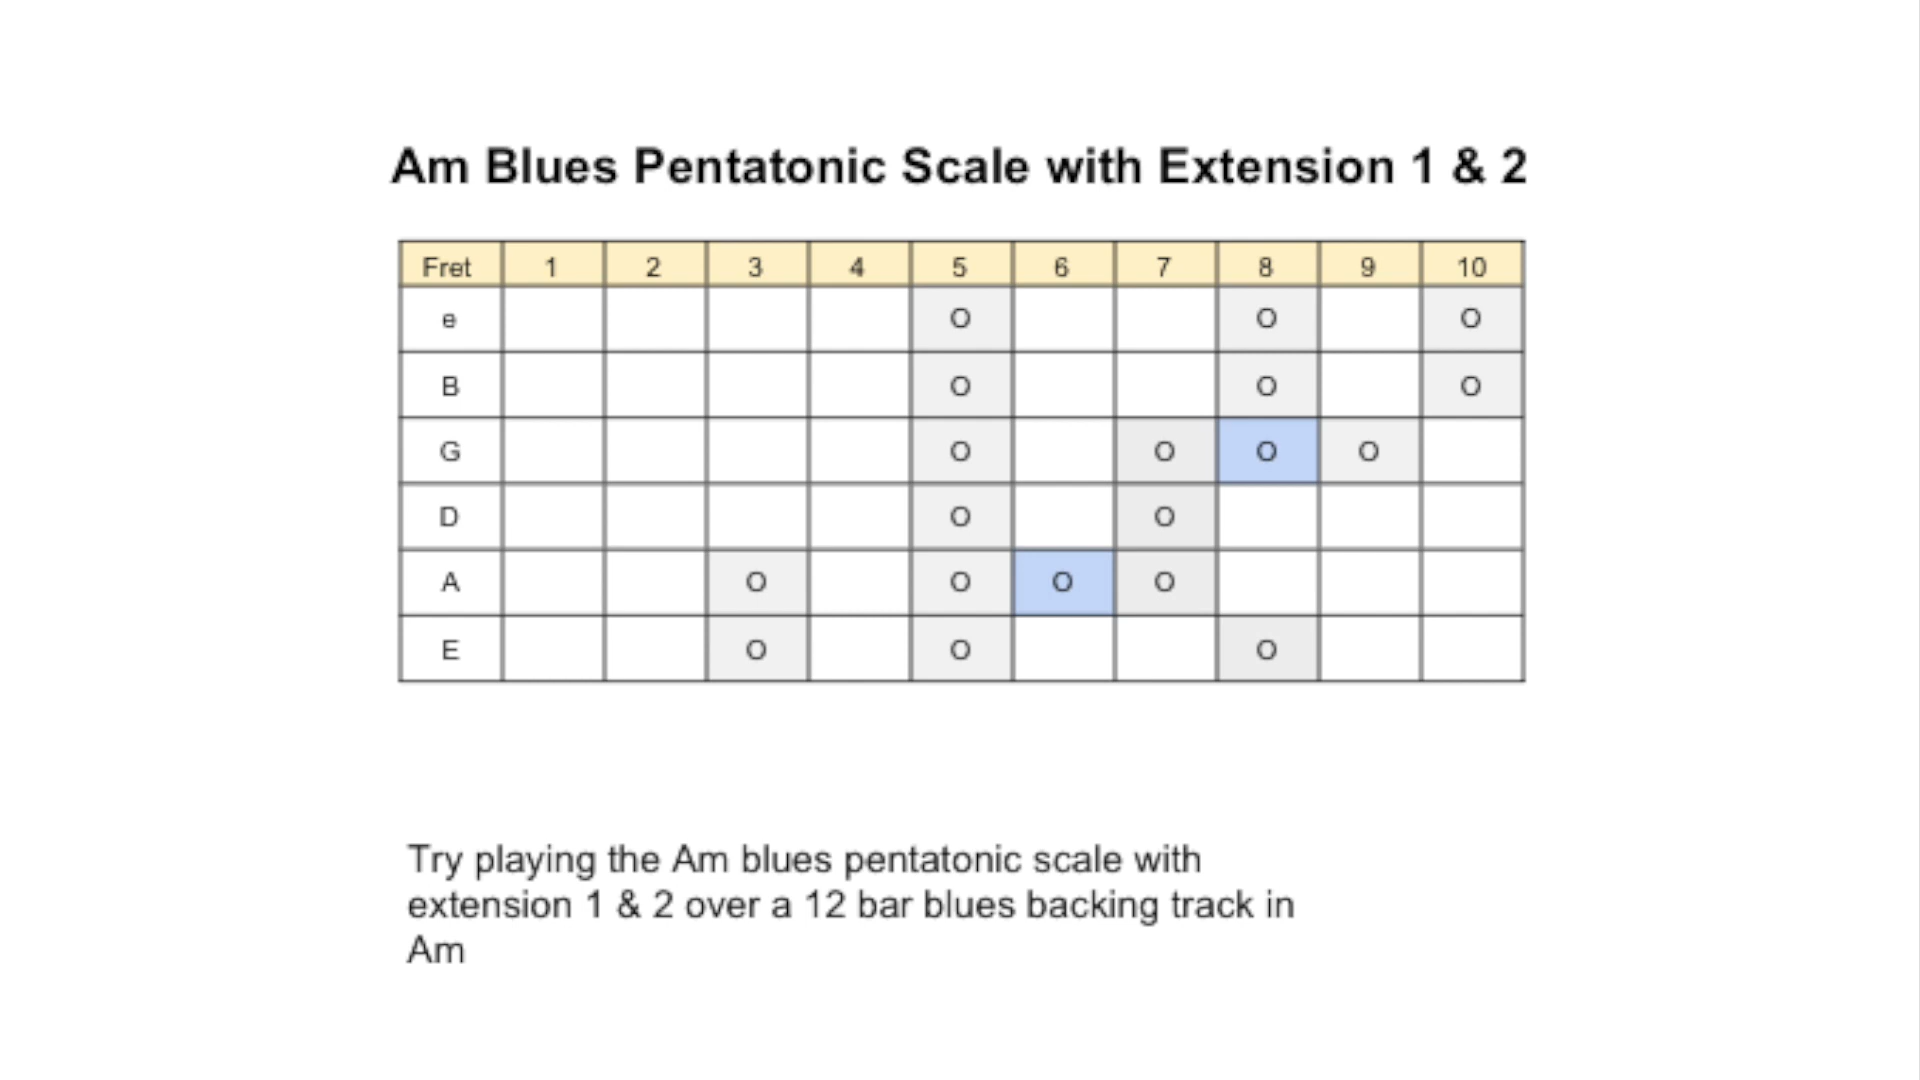 Am Blues Pentatonic Scale with Extension 1 & 2
Fret 1 2 3 4 5 6 7 8 9 10
e O O O
B O O O
G O O O O
D O O
A O O O O
E O O O
Try playing the Am blues pentatonic scale with
extension 1 & 2 over a 12 bar blues backing track in
Am